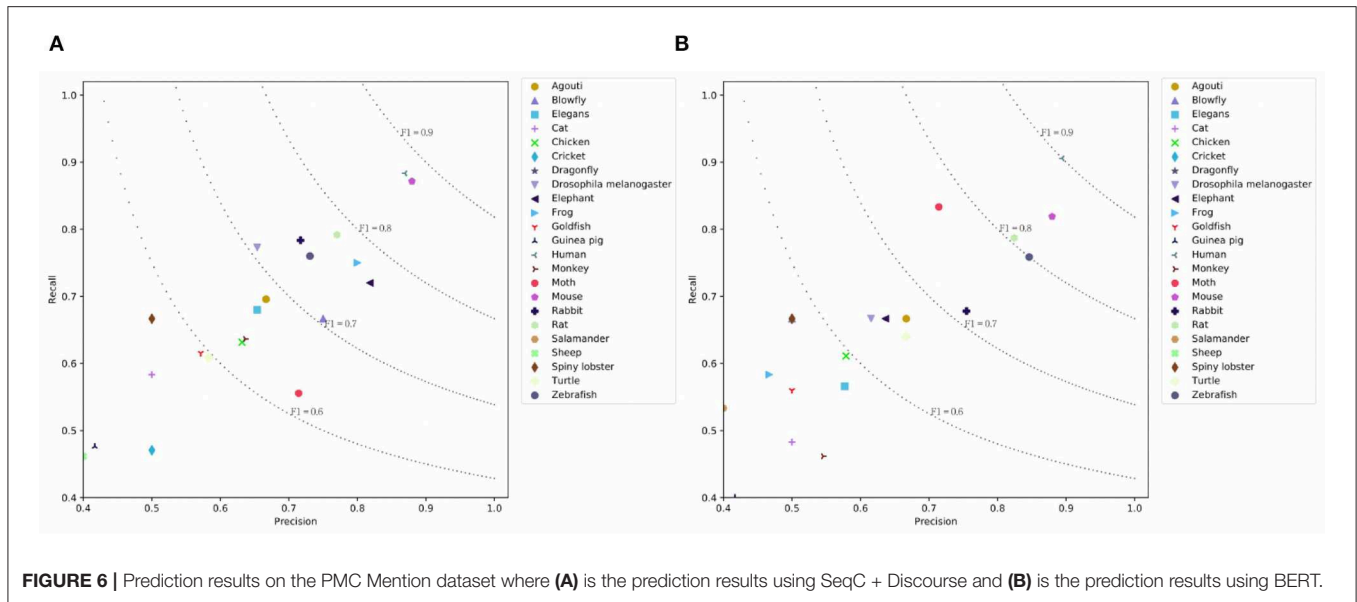 A
B
1.0
0.9
0.8
0.7
0.6
0.5
0.4
Recall
0.4
0.5
0.6
0.7
0.8
0.9
1.0
Precision
F1 = 0.9
F1 = 0.8
F1 = 0.7
F1 = 0.6
Agouti
Blowfly
Elegans
Cat
Chicken
Cricket
Dragonfly
Drosophila melanogaster
Elephant
Frog
Goldfish
Guinea pig
Human
Monkey
Moth
Mouse
Rabbit
Rat
Salamander
Sheep
Spiny lobster
Turtle
Zebrafish
1.0
0.9
0.8
0.7
0.6
0.5
0.4
Recall
0.4
0.5
0.6
0.7
0.8
0.9
1.0
Precision
F1 = 0.9
F1 = 0.8
F1 = 0.7
F1 = 0.6
Agouti
Blowfly
Elegans
Cat
Chicken
Cricket
Dragonfly
Drosophila melanogaster
Elephant
Frog
Goldfish
Guinea pig
Human
Monkey
Moth
Mouse
Rabbit
Rat
Salamander
Sheep
Spiny lobster
Turtle
Zebrafish
FIGURE 6 | Prediction results on the PMC Mention dataset where (A) is the prediction results using SeqC + Discourse and (B) is the prediction results using BERT.